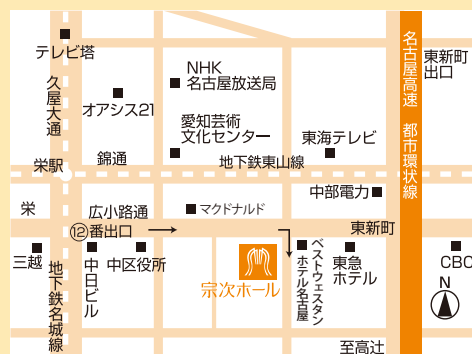 テレビ塔
久屋大通
オアシス21
NHK
名古屋放送局
愛知芸術
文化センター
東海テレビ
名古屋高速 都市環状線
東新町
出口
栄駅
錦通
地下鉄東山線
中部電力
栄
広小路通
マクドナルド
⑫番出口
東新町
三越
地下鉄名城線
中日ビル
中区役所
宗次ホール
ベストウェスタン
ホテル名古屋
東急
ホテル
CBC
N
至高辻